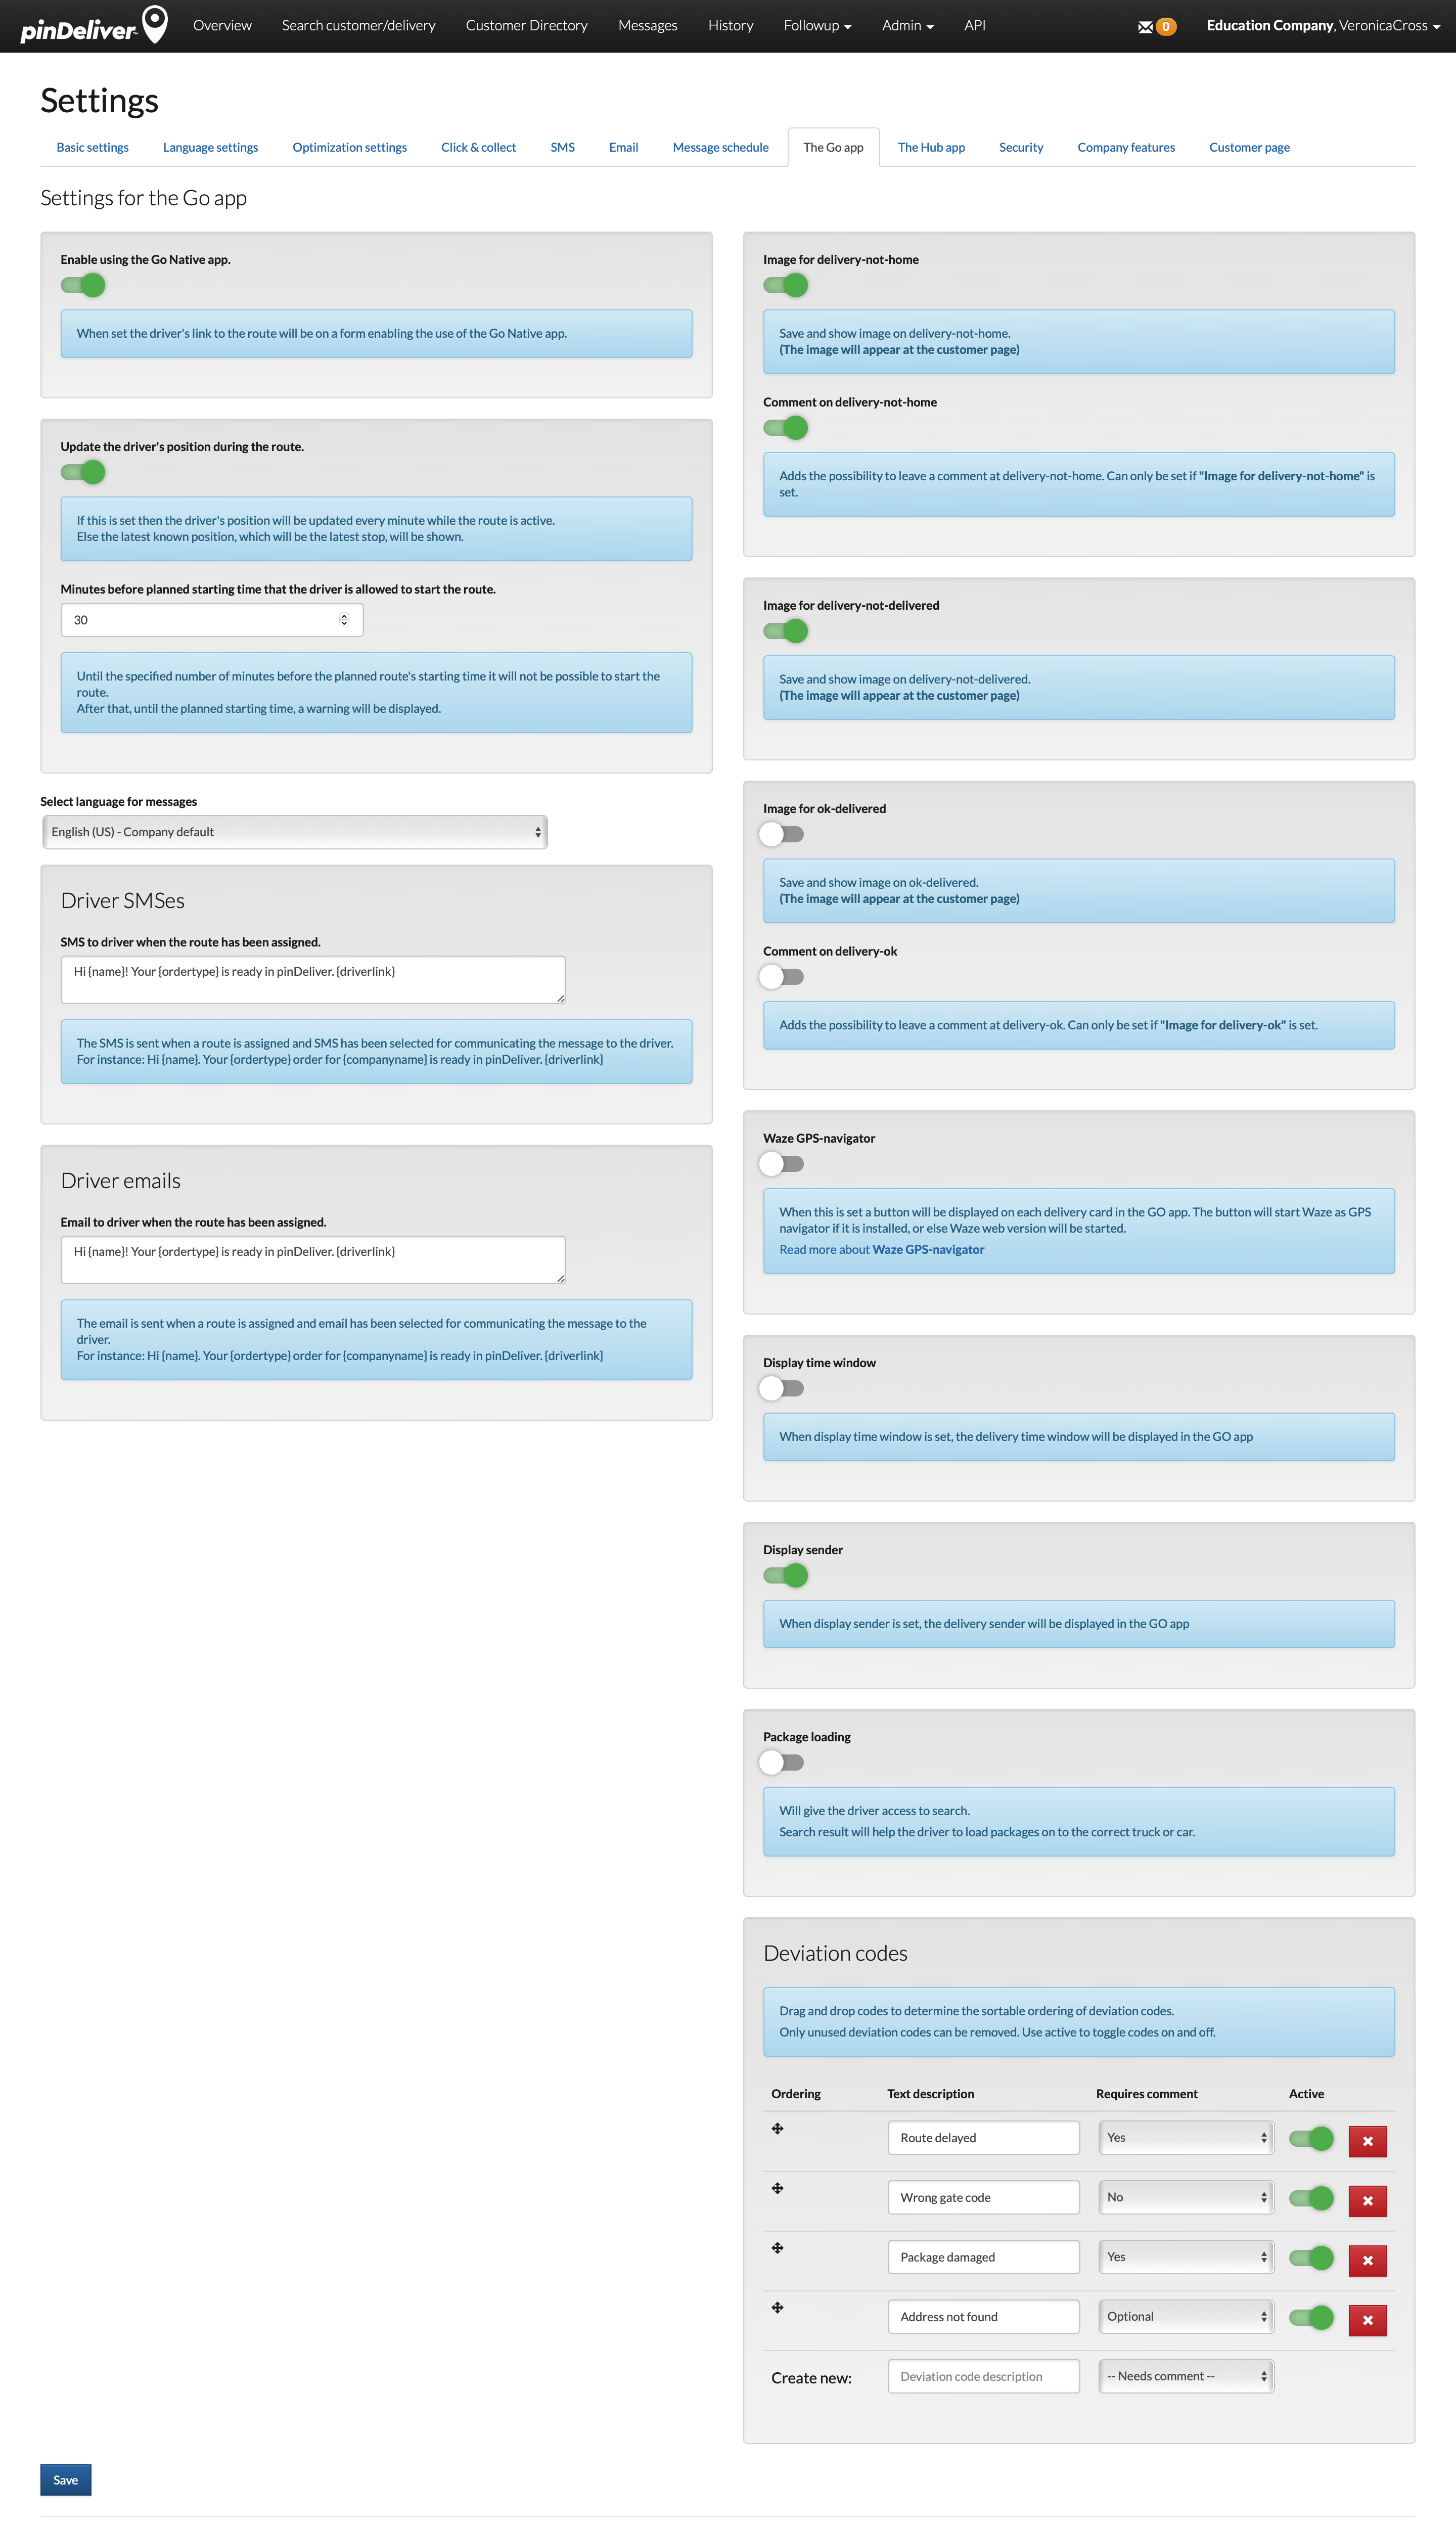 pinDeliver
Overview
Search customer/delivery
Customer Directory
Messages
History
Followup
Admin
API
0
Education Company, VeronicaCross
Settings
Basic settings
Language settings
Optimization settings
Click & collect
SMS
Email
Message schedule
The Go app
The Hub app
Security
Company features
Customer page
Settings for the Go app
Enable using the Go Native app.
When set the driver's link to the route will be on a form enabling the use of the Go Native app.
Update the driver's position during the route.
If this is set then the driver's position will be updated every minute while the route is active.
Else the latest known position, which will be the latest stop, will be shown.
Minutes before planned starting time that the driver is allowed to start the route.
30
Until the specified number of minutes before the planned route's starting time it will not be possible to start the
route.
After that, until the planned starting time, a warning will be displayed.
Select language for messages
English (US) - Company default
Driver SMSes
SMS to driver when the route has been assigned.
Hi {name}! Your {ordertype} is ready in pinDeliver. {driverlink}
The SMS is sent when a route is assigned and SMS has been selected for communicating the message to the driver.
For instance: Hi {name}. Your {ordertype} order for {companyname} is ready in pinDeliver. {driverlink}
Driver emails
Email to driver when the route has been assigned.
Hi {name}! Your {ordertype} is ready in pinDeliver. {driverlink}
The email is sent when a route is assigned and email has been selected for communicating the message to the
driver.
For instance: Hi {name}. Your {ordertype} order for {companyname} is ready in pinDeliver. {driverlink}
Image for delivery-not-home
Save and show image on delivery-not-home.
(The image will appear at the customer page)
Comment on delivery-not-home
Adds the possibility to leave a comment at delivery-not-home. Can only be set if "Image for delivery-not-home" is
set.
Image for delivery-not-delivered
Save and show image on delivery-not-delivered.
(The image will appear at the customer page)
Image for ok-delivered
Save and show image on ok-delivered.
(The image will appear at the customer page)
Comment on delivery-ok
Adds the possibility to leave a comment at delivery-ok. Can only be set if "Image for delivery-ok" is set.
Waze GPS-navigator
When this is set a button will be displayed on each delivery card in the GO app. The button will start Waze as GPS
navigator if it is installed, or else Waze web version will be started.
Read more about Waze GPS-navigator
Display time window
When display time window is set, the delivery time window will be displayed in the GO app
Display sender
When display sender is set, the delivery sender will be displayed in the GO app
Package loading
Will give the driver access to search.
Search result will help the driver to load packages on to the correct truck or car.
Deviation codes
Drag and drop codes to determine the sortable ordering of deviation codes.
Only unused deviation codes can be removed. Use active to toggle codes on and off.
Ordering Text description Requires comment Active
Route delayed Yes
Wrong gate code No
Package damaged Yes
Address not found Optional
Create new: Deviation code description -- Needs comment --
Save